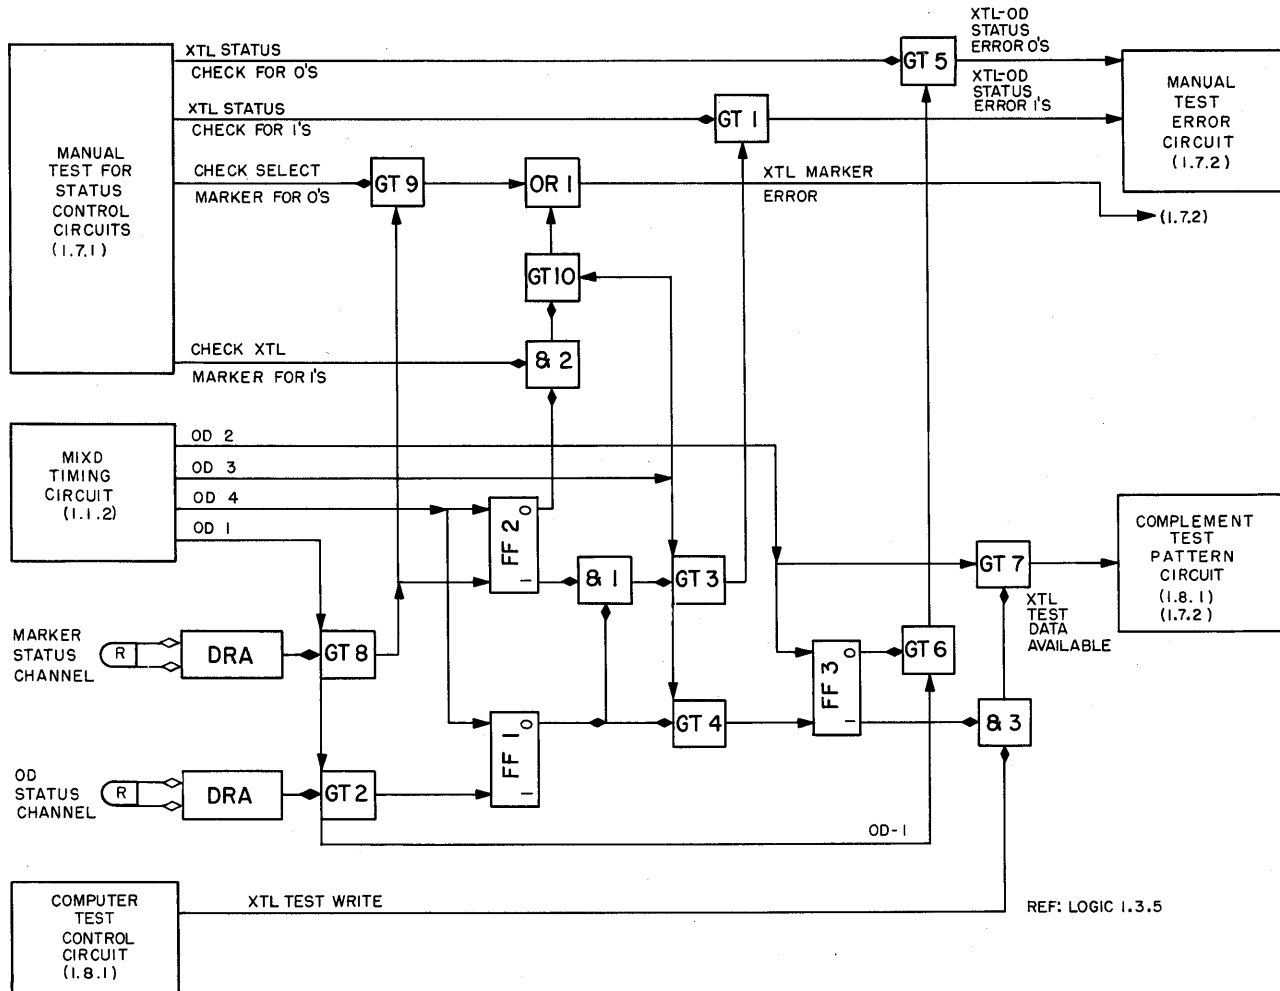 XTL STATUS
CHECK FOR 0'S
GT 5
XTL-OD
STATUS
ERROR 0'S
XTL STATUS
CHECK FOR 1'S
GT 1
XTL-OD
STATUS
ERROR 1'S
MANUAL
TEST
ERROR
CIRCUIT
(1.7.2)
MANUAL
TEST FOR
STATUS
CONTROL
CIRCUITS
(1.7.1)
CHECK SELECT
MARKER FOR 0'S
GT 9
OR 1
XTL MARKER
ERROR
(1.7.2)
GT 10
CHECK XTL
MARKER FOR 1'S
& 2
MIXD
TIMING
CIRCUIT
(1.1.2)
OD 2
OD 3
OD 4
OD 1
FF 2
0
1
& 1
GT 3
GT 7
COMPLEMENT
TEST
PATTERN
CIRCUIT
(1.8.1)
(1.7.2)
XTL
TEST
DATA
AVAILABLE
MARKER
STATUS
CHANNEL
R
DRA
GT 8
FF 3
0
1
GT 6
FF 1
0
1
GT 4
& 3
OD
STATUS
CHANNEL
R
DRA
GT 2
OD-1
COMPUTER
TEST
CONTROL
CIRCUIT
(1.8.1)
XTL TEST WRITE
REF: LOGIC 1.3.5